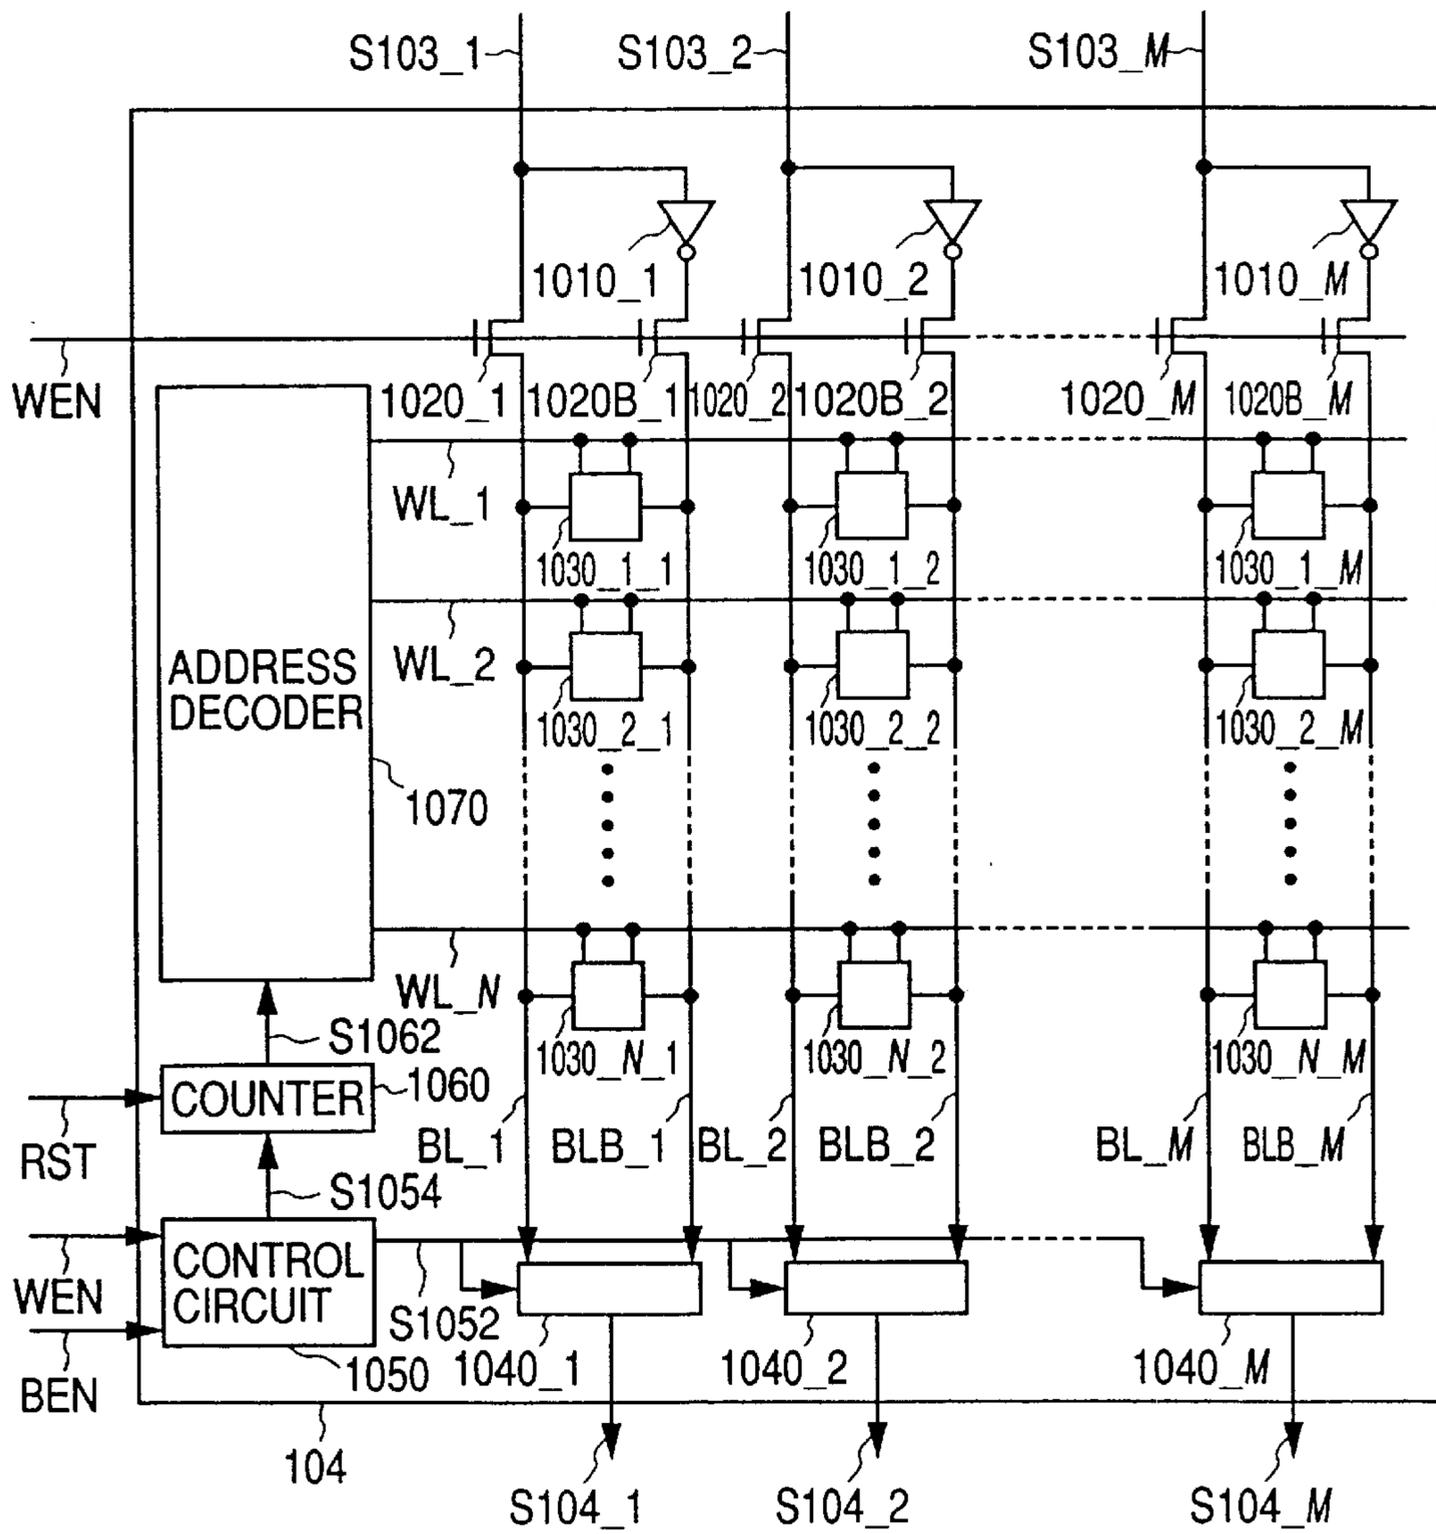 S103_1 S103_2 S103_M
1010_1 1010_2 1010_M
WEN 1020_1 1020B_1 1020_2 1020B_2 1020_M 1020B_M
WL_1
1030_1_1 1030_1_2 1030_1_M
WL_2
ADDRESS
DECODER
1030_2_1 1030_2_2 1030_2_M
1070
WL_N
S1062
1030_N_1 1030_N_2 1030_N_M
COUNTER 1060
RST BL_1 BLB_1 BL_2 BLB_2 BL_M BLB_M
S1054
CONTROL
CIRCUIT
WEN S1052
1050 1040_1 1040_2 1040_M
BEN
104
S104_1 S104_2 S104_M